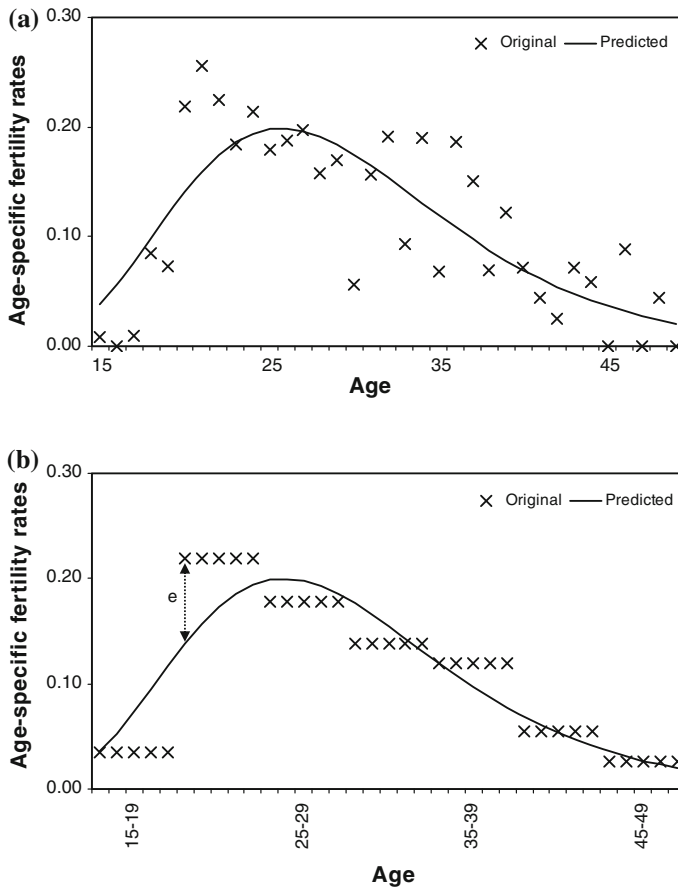 (a)
0.30
Original
Predicted
Age-specific fertility rates
0.20
0.10
0.00
15
25
35
45
Age
(b)
0.30
Original
Predicted
Age-specific fertility rates
0.20
e
0.10
0.00
15-19
25-29
35-39
45-49
Age